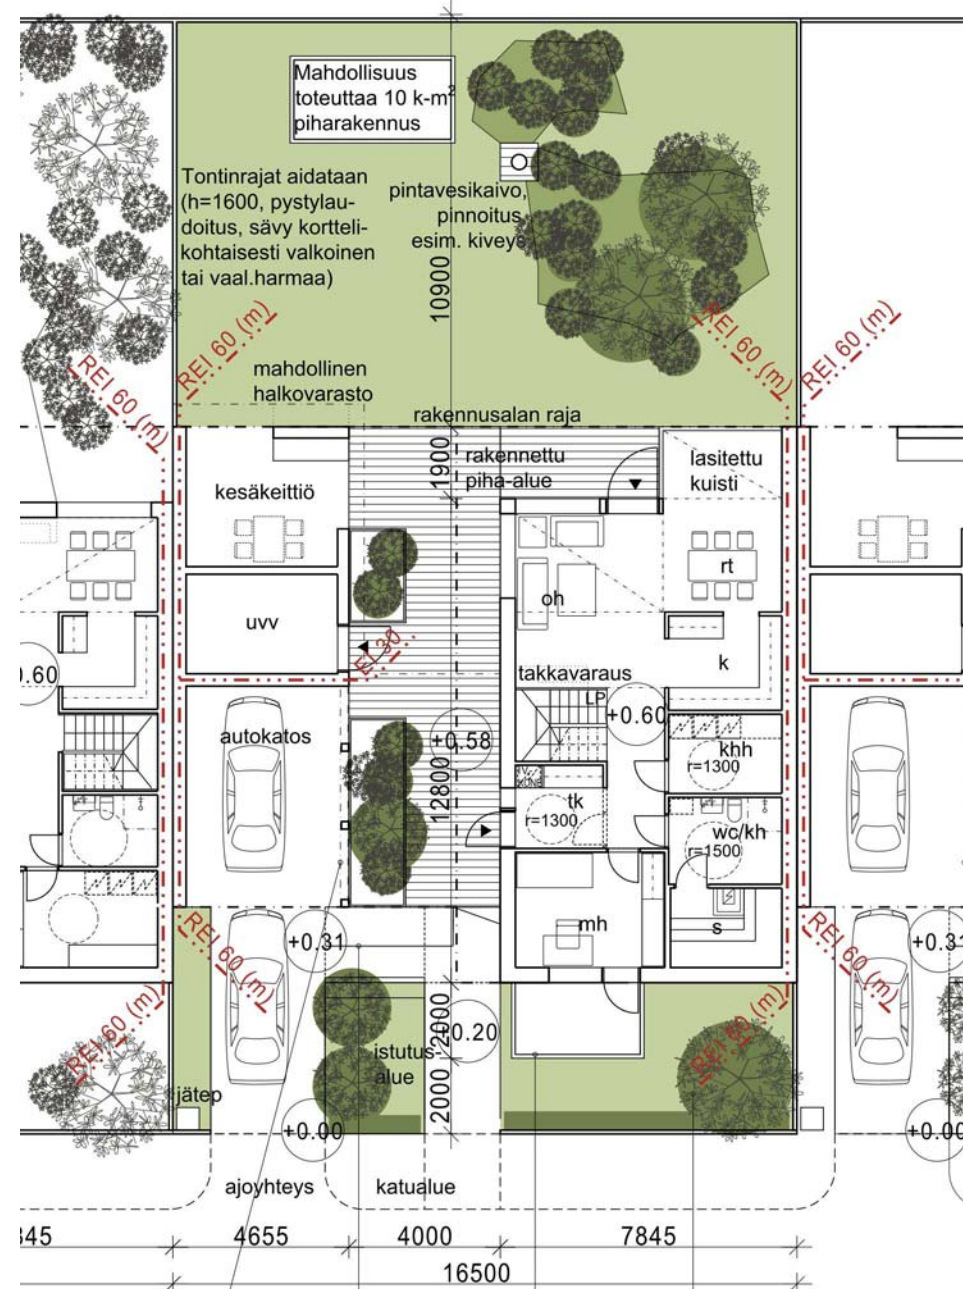 Mahdollisuus
toteuttaa 10 k-m²
piharakennus
Tontinrajat aidataan
(h=1600, pystylau-
doitus, sävy kortteli-
kohtaisesti valkoinen
tai vaal.harmaa)
pintavesikaivo,
pinnoitus
esim. kiveys
10900
REI 60 (m)
REI 60 (m)
REI 60 (m)
REI 60 (m)
mahdollinen
halkovarasto
rakennusalan raja
1900
rakennettu
piha-alue
lasitettu
kuisti
kesäkeittiö
rt
oh
uvv
EI 30
k
takkavaraus
LP
+0.60
autokatos
+0.58
khh
r=1300
12800
tk
r=1300
wc/kh
r=1500
mh
s
REI 60 (m)
+0.31
REI 60 (m)
+0.31
REI 60 (m)
2000
+0.20
REI 60 (m)
istutus-
alue
2000
jätep
+0.00
+0.00
ajoyhteys
katualue
345
4655
4000
7845
16500